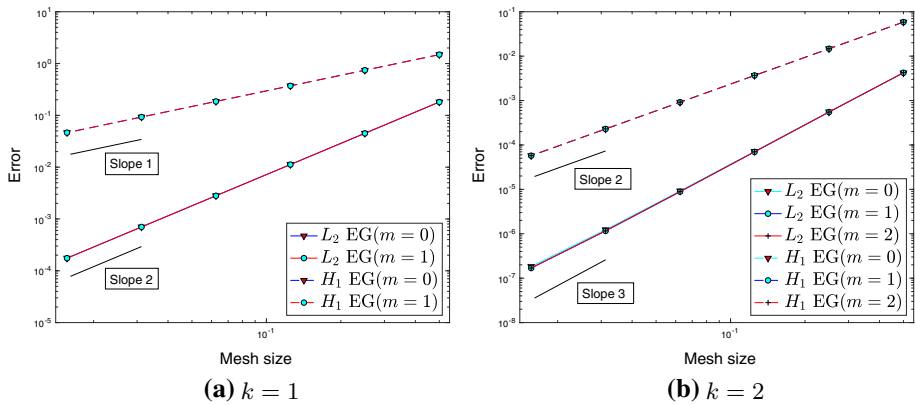 10^1
10^0
10^-1
10^-2
10^-3
10^-4
10^-5
Error
Slope 1
Slope 2
L_2 EG(m = 0)
L_2 EG(m = 1)
H_1 EG(m = 0)
H_1 EG(m = 1)
10^-1
Mesh size
(a) k = 1
10^-1
10^-2
10^-3
10^-4
10^-5
10^-6
10^-7
10^-8
Error
Slope 2
Slope 3
L_2 EG(m = 0)
L_2 EG(m = 1)
L_2 EG(m = 2)
H_1 EG(m = 0)
H_1 EG(m = 1)
H_1 EG(m = 2)
10^-1
Mesh size
(b) k = 2